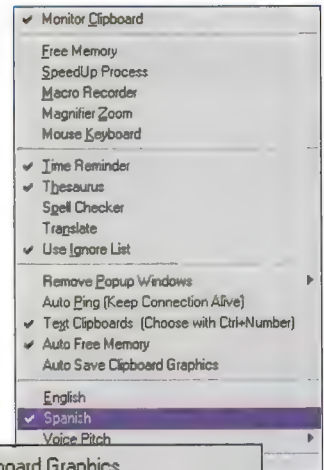 Monitor Clipboard
Free Memory
SpeedUp Process
Macro Recorder
Magnifier Zoom
Mouse Keyboard
Time Reminder
Thesaurus
Spell Checker
Translate
Use Ignore List
Remove Popup Windows
Auto Ping (Keep Connection Alive)
Text Clipboards (Choose with Ctrl+Number)
Auto Free Memory
Auto Save Clipboard Graphics
English
Spanish
Voice Pitch
board Graphics